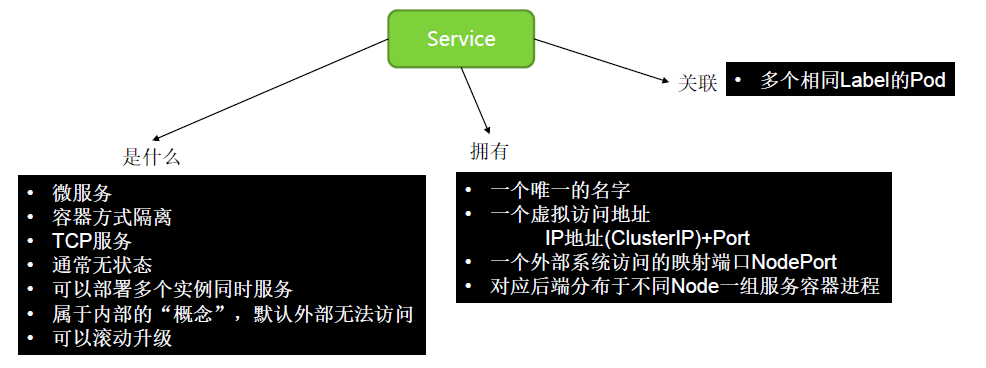 Service
关联
• 多个相同Label的Pod
是什么
• 微服务
• 容器方式隔离
• TCP服务
• 通常无状态
• 可以部署多个实例同时服务
• 属于内部的“概念”，默认外部无法访问
• 可以滚动升级
拥有
• 一个唯一的名字
• 一个虚拟访问地址
IP地址(ClusterIP)+Port
• 一个外部系统访问的映射端口NodePort
• 对应后端分布于不同Node一组服务容器进程